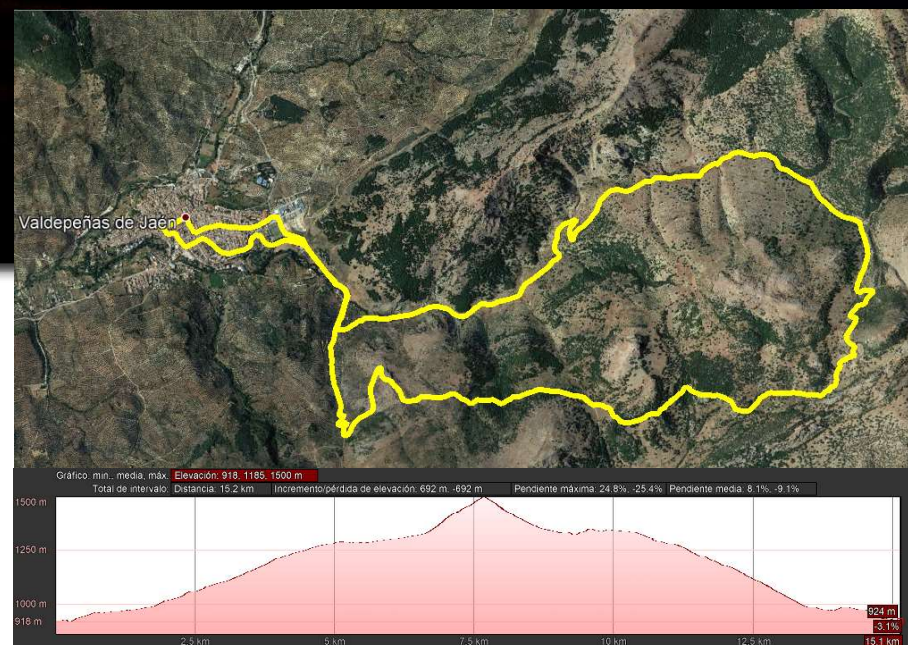 Valdepeñas de Jaén
Gráfico: mín., media, máx. Elevación: 918, 1185, 1500 m
Total de intervalo: Distancia: 15.2 km Incremento/pérdida de elevación: 692 m, -692 m Pendiente máxima: 24.8%, -25.4% Pendiente media: 8.1%, -9.1%
1500 m
1250 m
1000 m
918 m
924 m
-3.1%
2.5 km 5 km 7.5 km 10 km 12.5 km 15.1 km